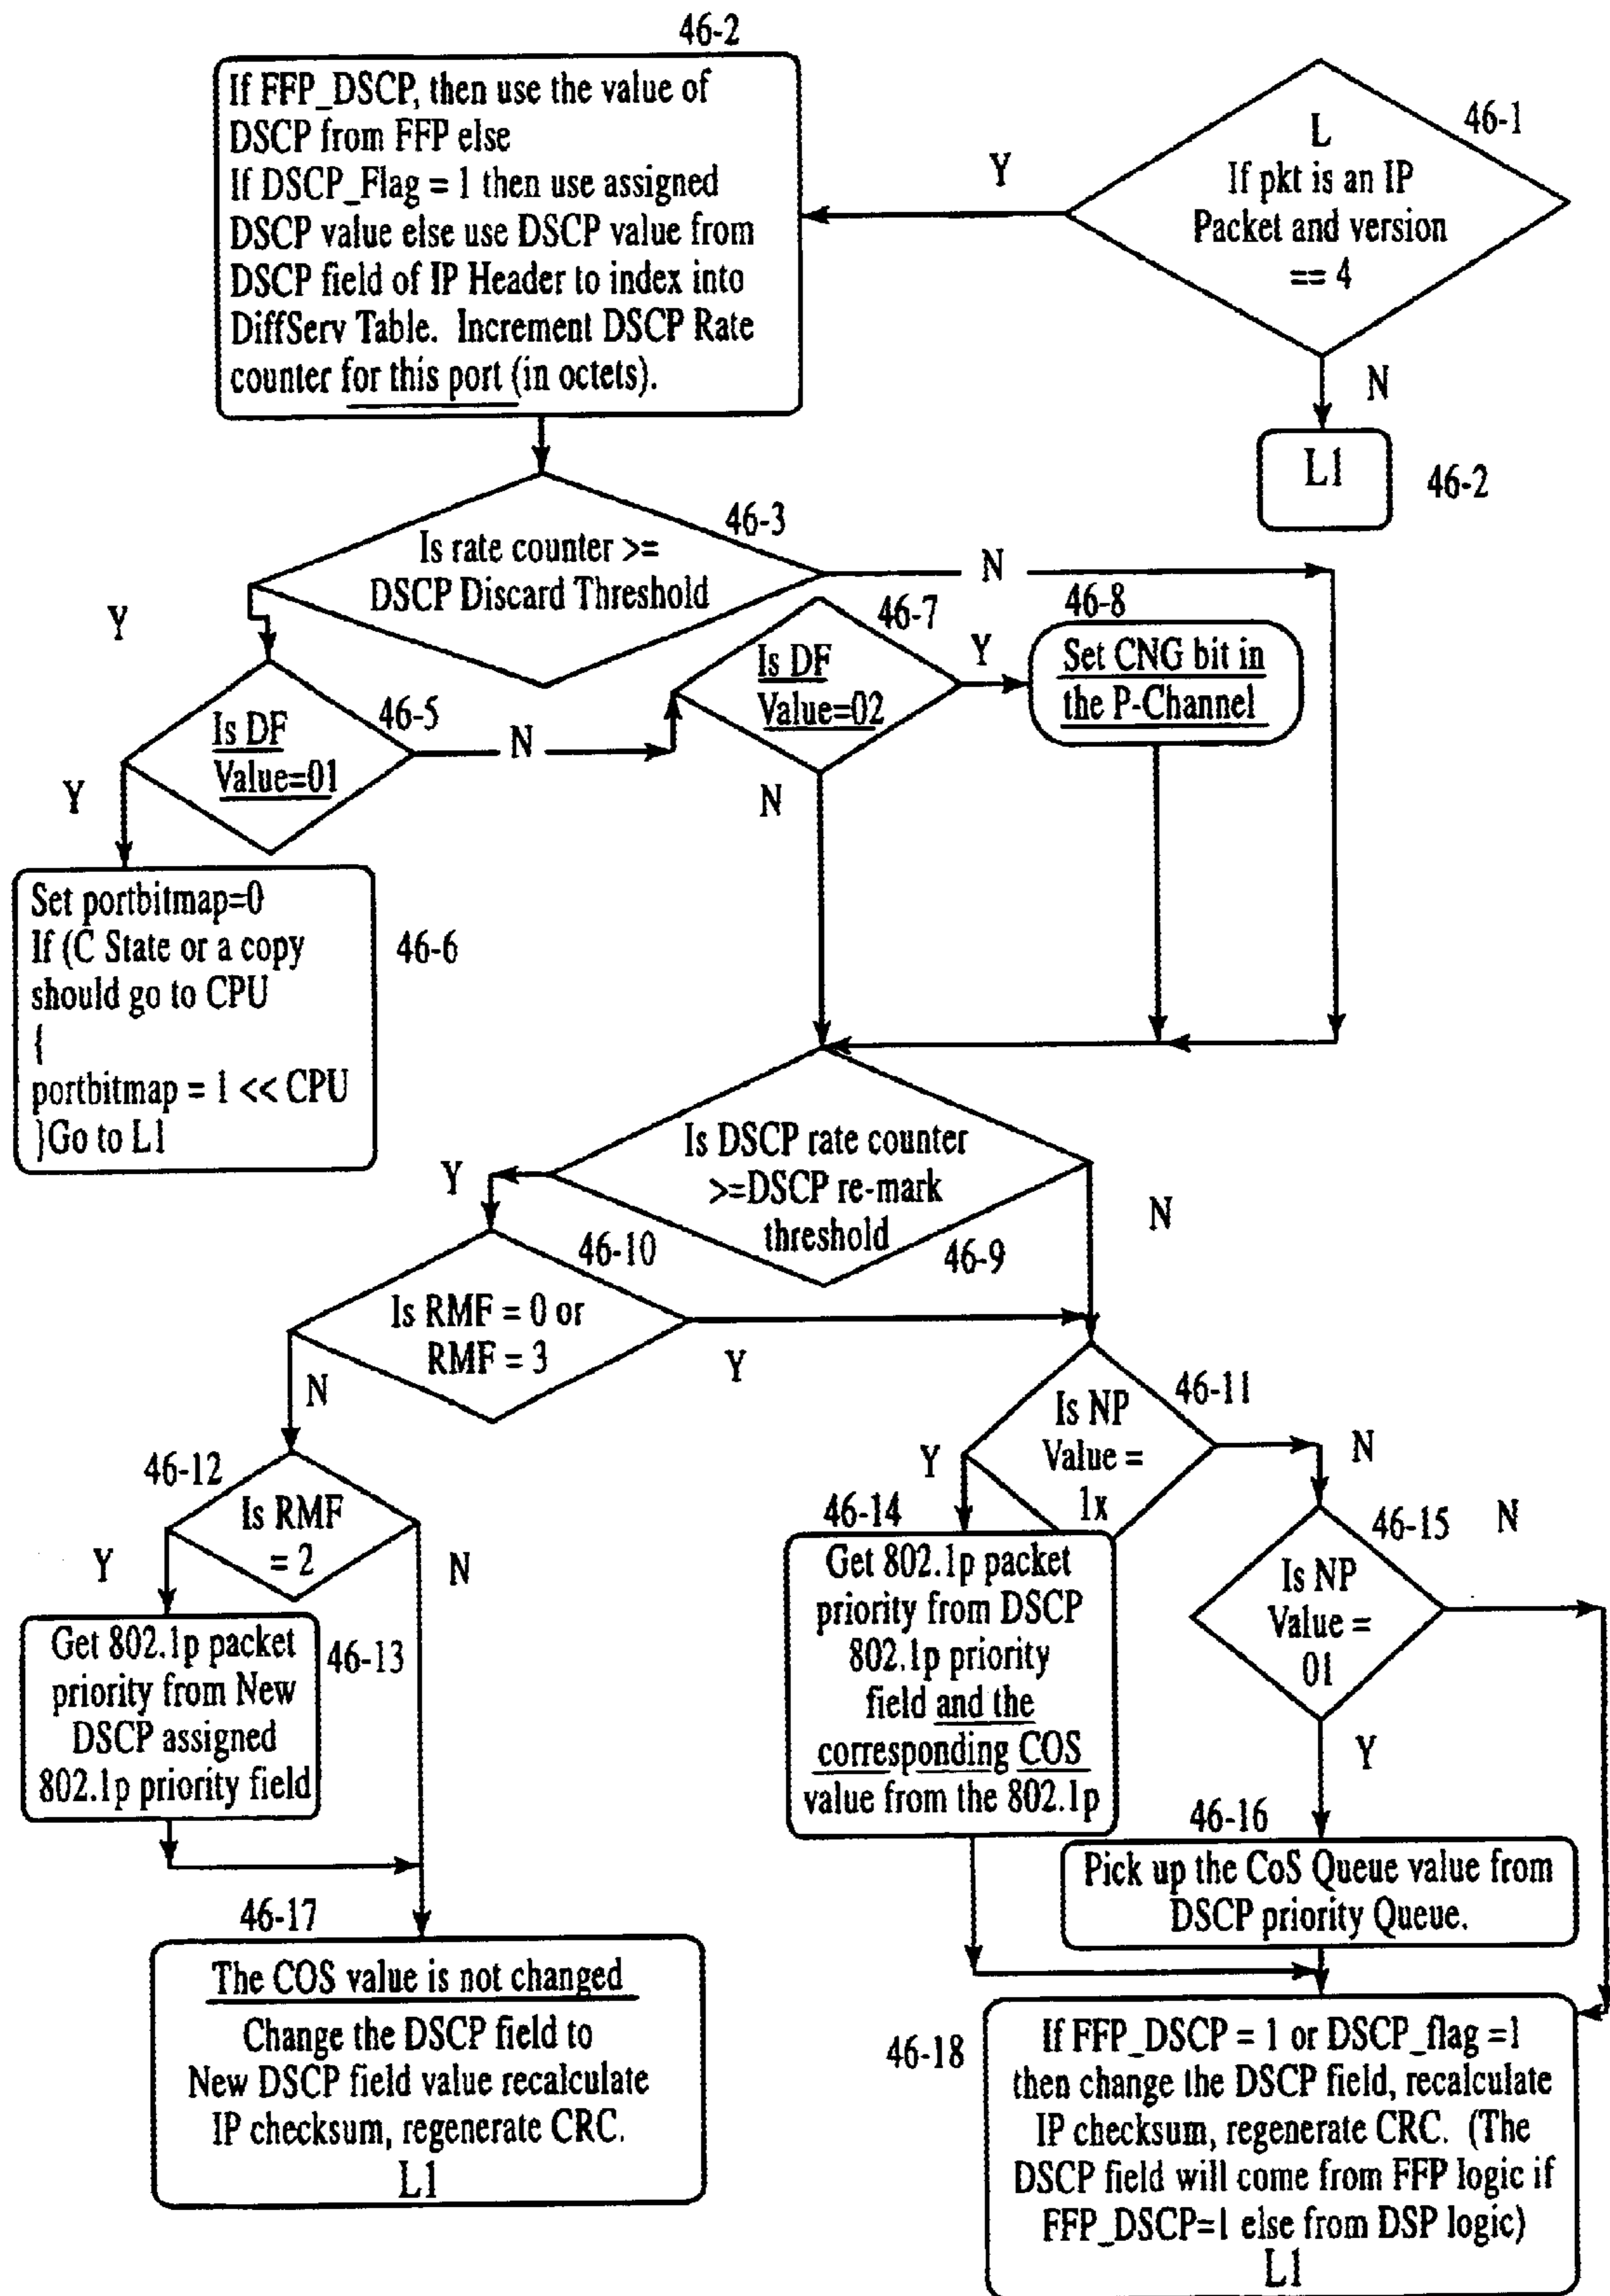 46-2
If FFP_DSCP, then use the value of
DSCP from FFP else
If DSCP_Flag = 1 then use assigned
DSCP value else use DSCP value from
DSCP field of IP Header to index into
DiffServ Table. Increment DSCP Rate
counter for this port (in octets).
46-1
L
If pkt is an IP
Packet and version
== 4
Y
N
L1
46-2
46-3
Is rate counter >=
DSCP Discard Threshold
N
Y
46-5
Is DF
Value=01
N
Y
46-7
Is DF
Value=02
Y
N
46-8
Set CNG bit in
the P-Channel
46-6
Set portbitmap=0
If (C State or a copy
should go to CPU
{
portbitmap = 1 << CPU
}Go to L1
Is DSCP rate counter
>=DSCP re-mark
threshold
46-9
Y
N
46-10
Is RMF = 0 or
RMF = 3
Y
N
46-11
Is NP
Value =
1x
Y
N
46-12
Is RMF
= 2
Y
N
46-13
Get 802.1p packet
priority from New
DSCP assigned
802.1p priority field
46-14
Get 802.1p packet
priority from DSCP
802.1p priority
field and the
corresponding COS
value from the 802.1p
46-15
Is NP
Value =
01
N
Y
46-16
Pick up the CoS Queue value from
DSCP priority Queue.
46-17
The COS value is not changed
Change the DSCP field to
New DSCP field value recalculate
IP checksum, regenerate CRC.
L1
46-18
If FFP_DSCP = 1 or DSCP_flag =1
then change the DSCP field, recalculate
IP checksum, regenerate CRC. (The
DSCP field will come from FFP logic if
FFP_DSCP=1 else from DSP logic)
L1